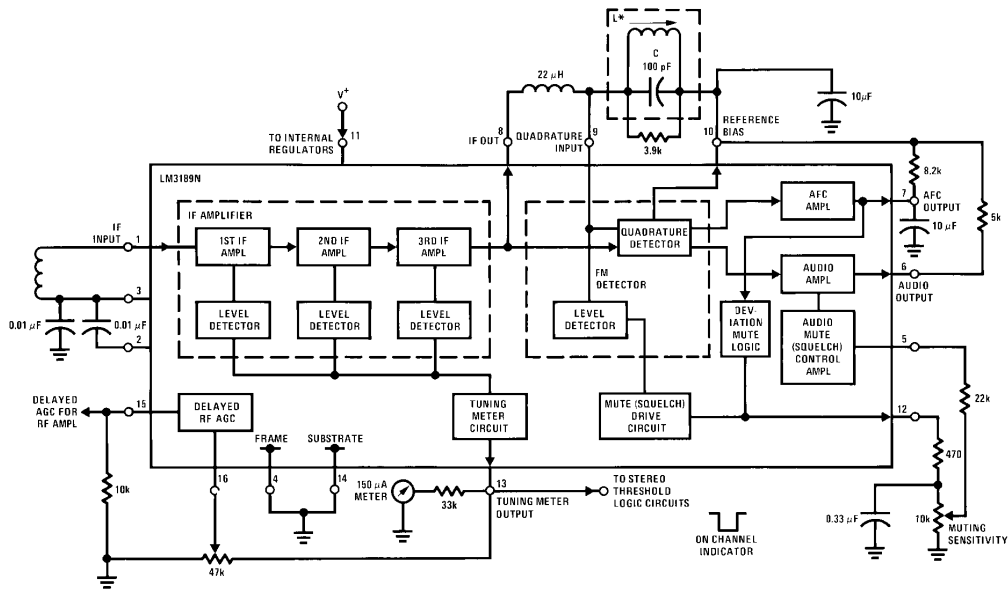 L*
C
100 pF
22 µH
3.9k
10µF
V+
11
TO INTERNAL
REGULATORS
8
IF OUT
QUADRATURE
INPUT
9
10
REFERENCE
BIAS
8.2k
7
AFC
OUTPUT
10 µF
5k
LM3189N
IF AMPLIFIER
IF
INPUT
1
1ST IF
AMPL
2ND IF
AMPL
3RD IF
AMPL
QUADRATURE
DETECTOR
AFC
AMPL
FM
DETECTOR
AUDIO
AMPL
6
AUDIO
OUTPUT
3
0.01 µF
0.01 µF
2
LEVEL
DETECTOR
LEVEL
DETECTOR
LEVEL
DETECTOR
LEVEL
DETECTOR
DEV-
IATION
MUTE
LOGIC
AUDIO
MUTE
(SQUELCH)
CONTROL
AMPL
5
22k
DELAYED
AGC FOR
RF AMPL
15
DELAYED
RF AGC
TUNING
METER
CIRCUIT
MUTE (SQUELCH)
DRIVE
CIRCUIT
12
FRAME
SUBSTRATE
470
10k
16
4
14
150 µA
METER
33k
13
TUNING METER
OUTPUT
TO STEREO
THRESHOLD
LOGIC CIRCUITS
0.33 µF
10k
MUTING
SENSITIVITY
ON CHANNEL
INDICATOR
47k